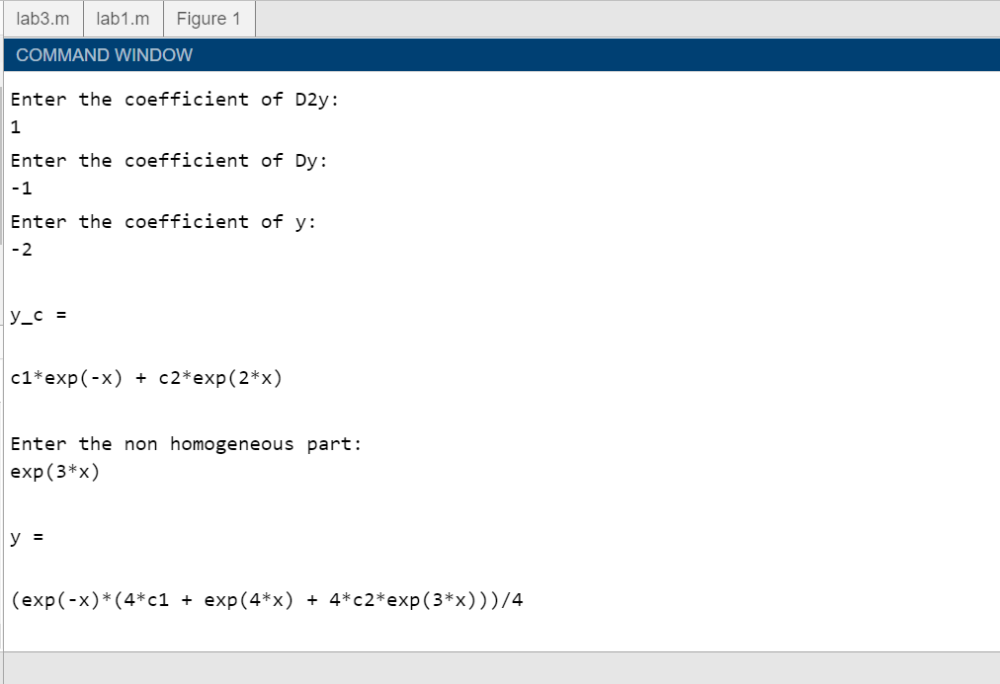 lab3.m lab1.m Figure 1
COMMAND WINDOW
Enter the coefficient of D2y:
1
Enter the coefficient of Dy:
-1
Enter the coefficient of y:
-2
y_c =
c1*exp(-x) + c2*exp(2*x)
Enter the non homogeneous part:
exp(3*x)
y =
(exp(-x)*(4*c1 + exp(4*x) + 4*c2*exp(3*x)))/4